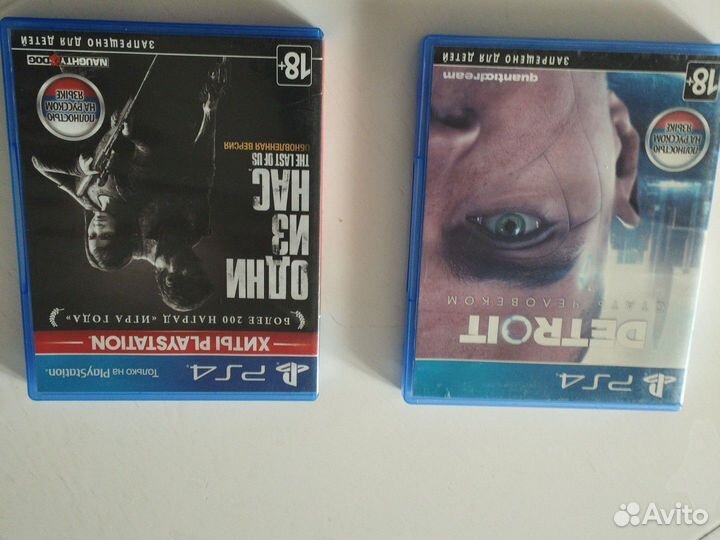 PS4
Только на PlayStation.
ХИТЫ PLAYSTATION.
БОЛЕЕ 200 НАГРАД «ИГРА ГОДА»
ОДНИ
ИЗ
НАС
THE LAST OF US
ОБНОВЛЕННАЯ ВЕРСИЯ
ПОЛНОСТЬЮ
НА РУССКОМ
ЯЗЫКЕ
18+
NAUGHTY DOG
ЗАПРЕЩЕНО ДЛЯ ДЕТЕЙ
PS4
DETROIT
СТАТЬ ЧЕЛОВЕКОМ
ПОЛНОСТЬЮ
НА РУССКОМ
ЯЗЫКЕ
18+
quanticdream
ЗАПРЕЩЕНО ДЛЯ ДЕТЕЙ
Avito